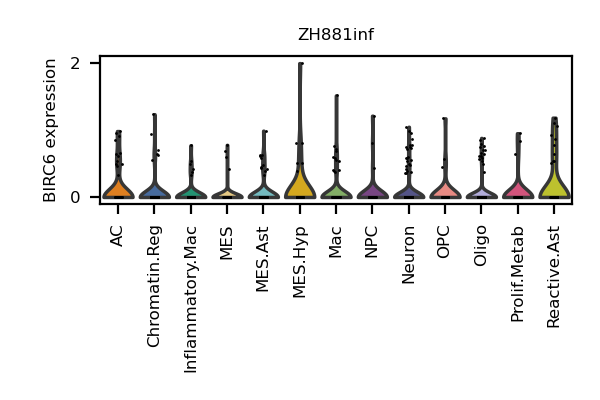 ZH881inf
BIRC6 expression
2
0
AC
Chromatin.Reg
Inflammatory.Mac
MES
MES.Ast
MES.Hyp
Mac
NPC
Neuron
OPC
Oligo
Prolif.Metab
Reactive.Ast